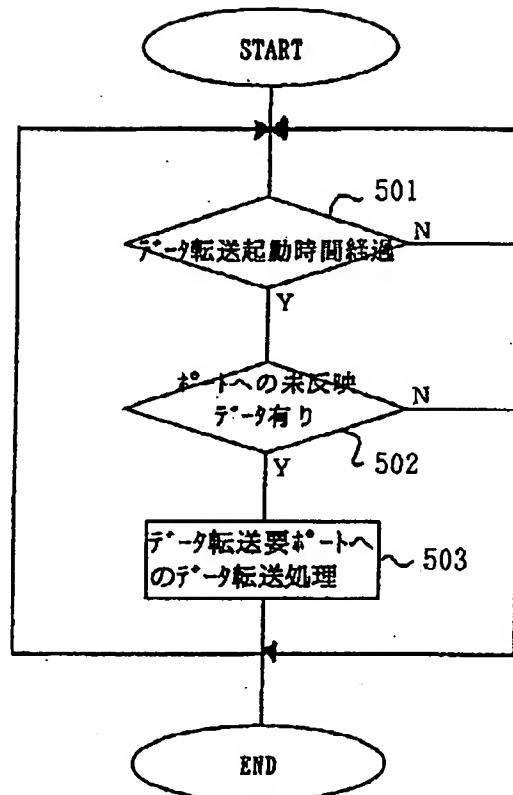 START
501
データ転送起動時間経過
N
Y
ポートへの未反映
データ有り
N
502
Y
データ転送要ポートへ
のデータ転送処理
503
END